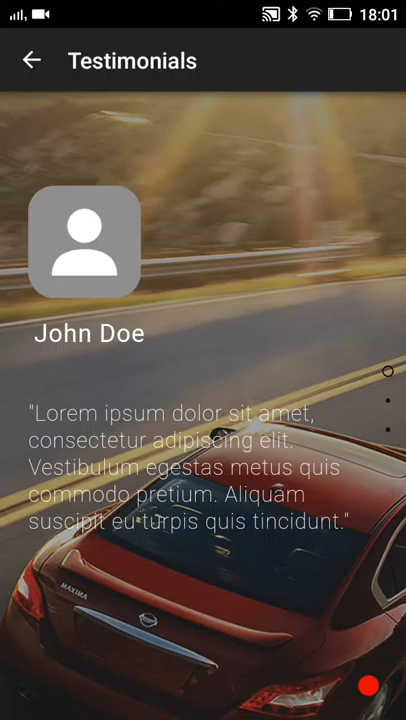 18:01
Testimonials
John Doe
"Lorem ipsum dolor sit amet,
consectetur adipiscing elit.
Vestibulum egestas metus quis
commodo pretium. Aliquam
suscipit eu turpis quis tincidunt."
MAXIMA